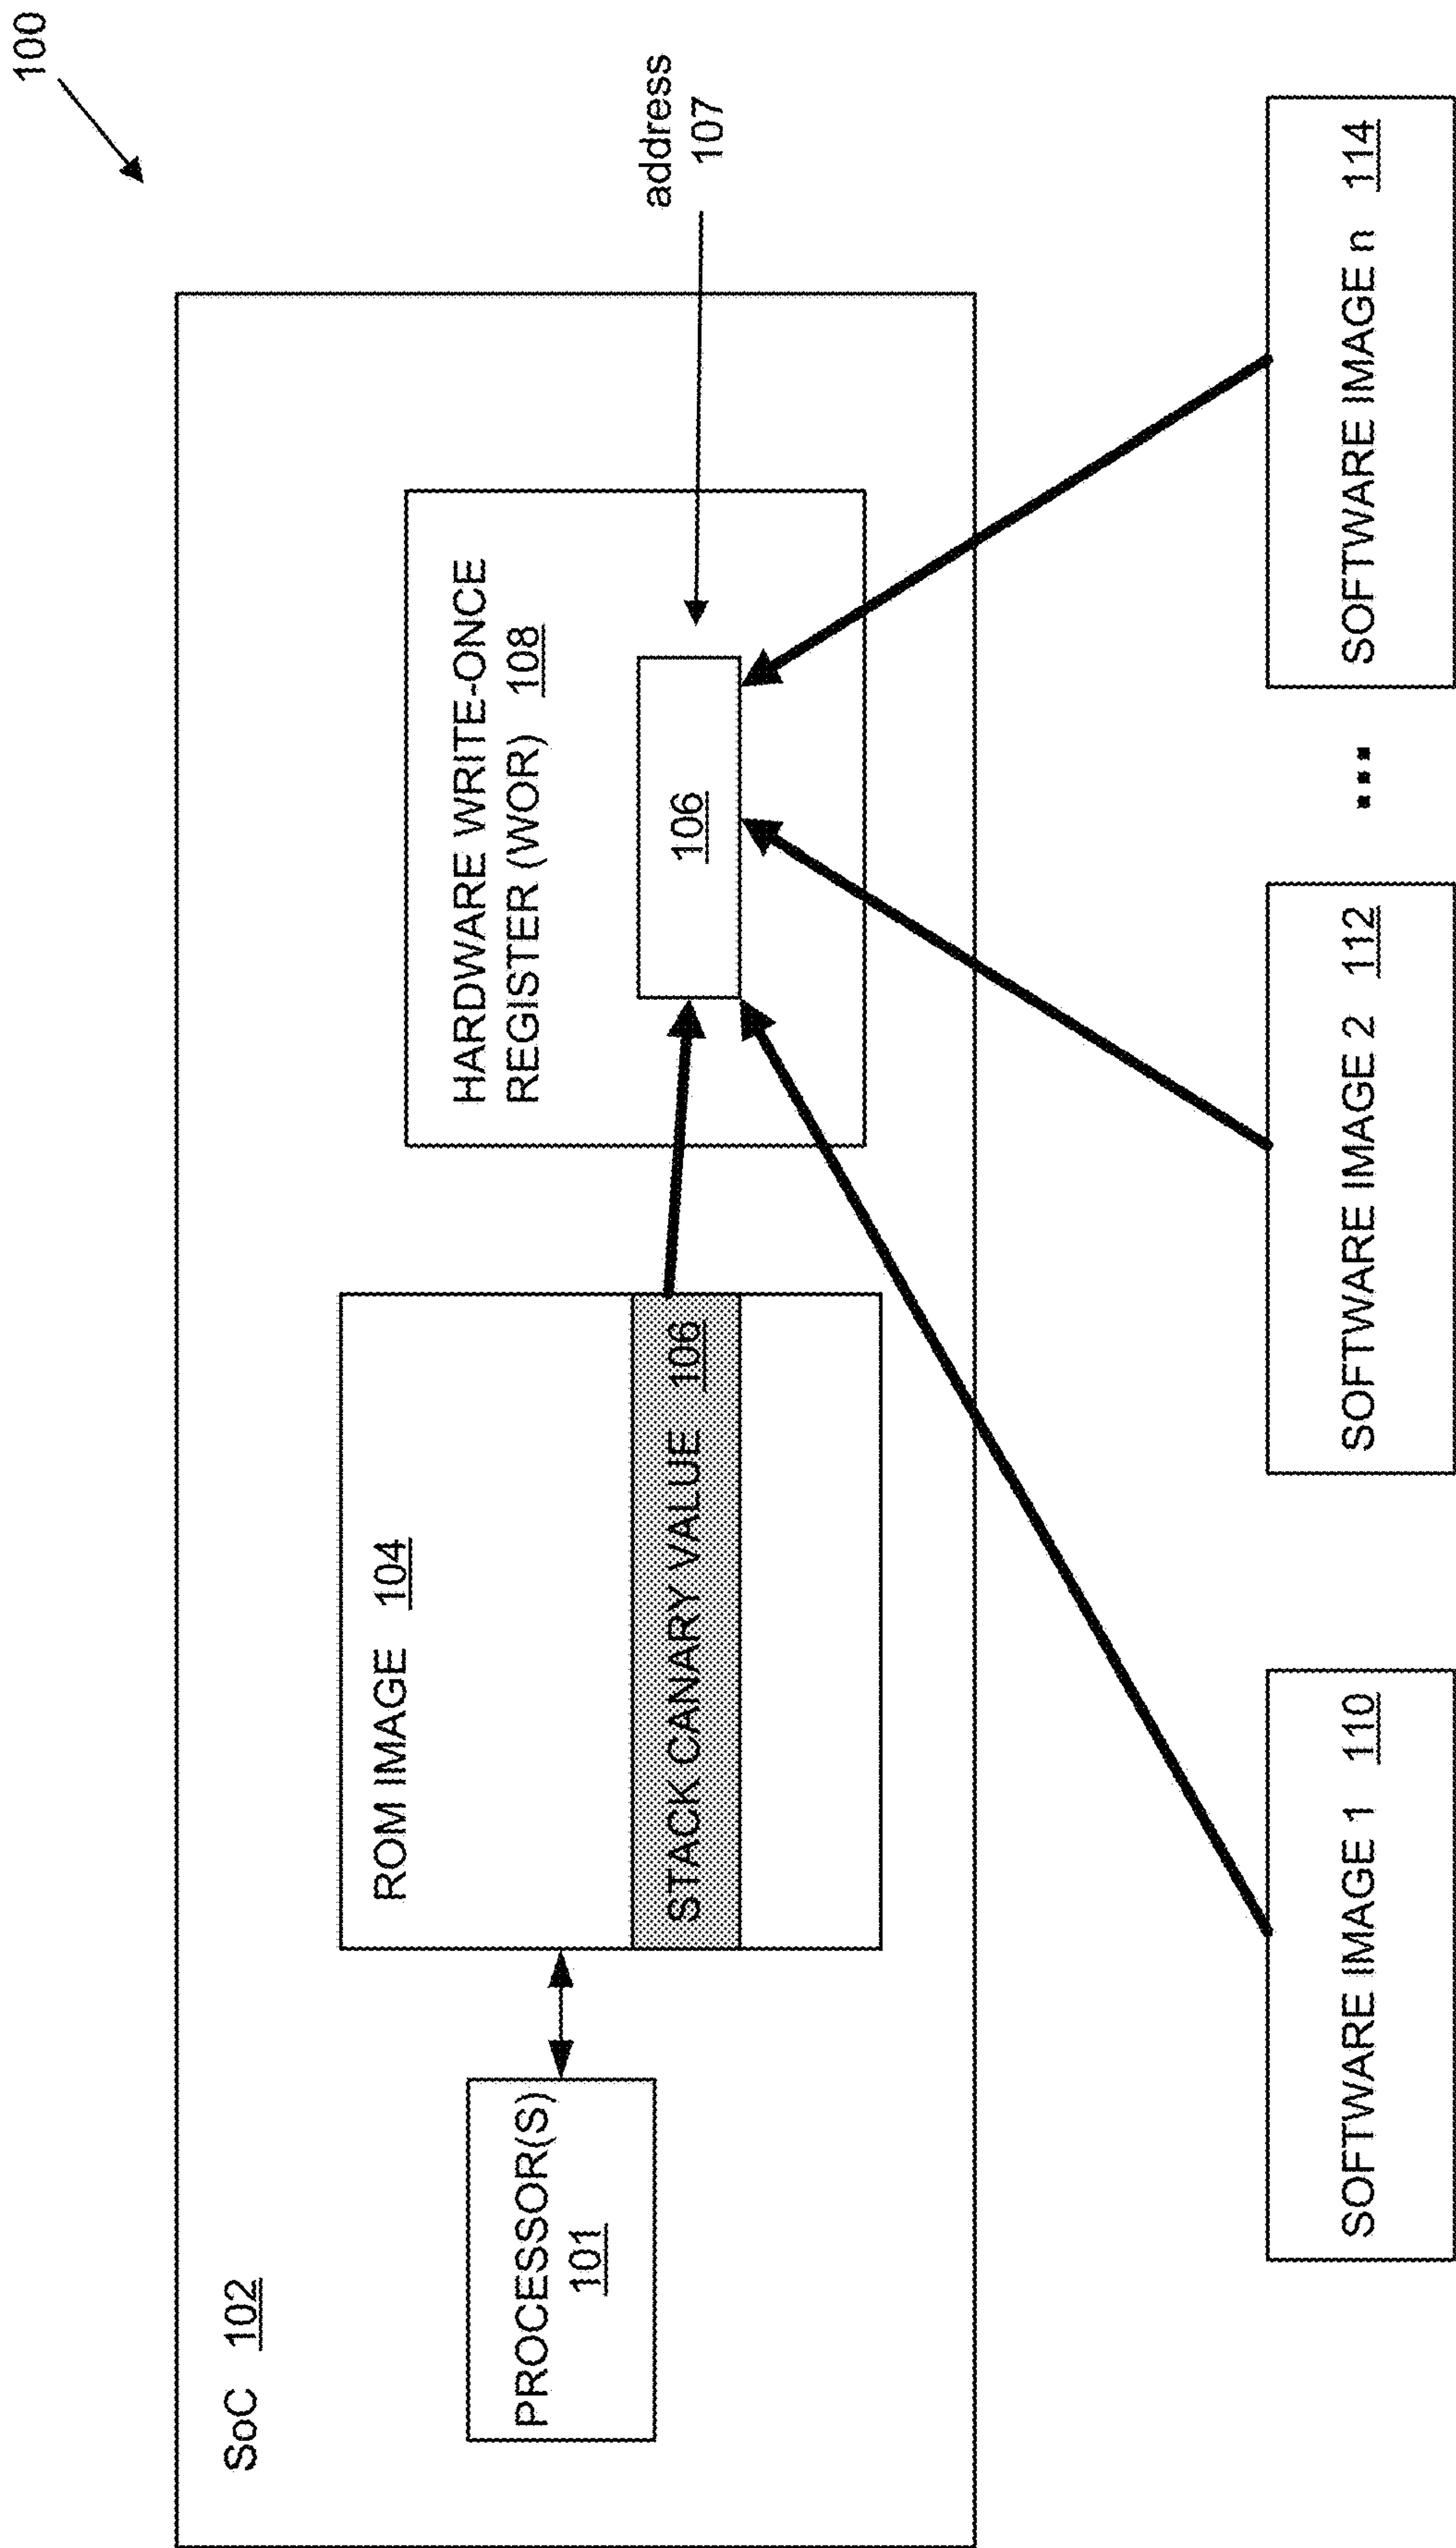 100
SoC 102
PROCESSOR(S)
101
ROM IMAGE 104
STACK CANARY VALUE 106
HARDWARE WRITE-ONCE
REGISTER (WOR) 108
106
address
107
SOFTWARE IMAGE 1 110
SOFTWARE IMAGE 2 112
...
SOFTWARE IMAGE n 114